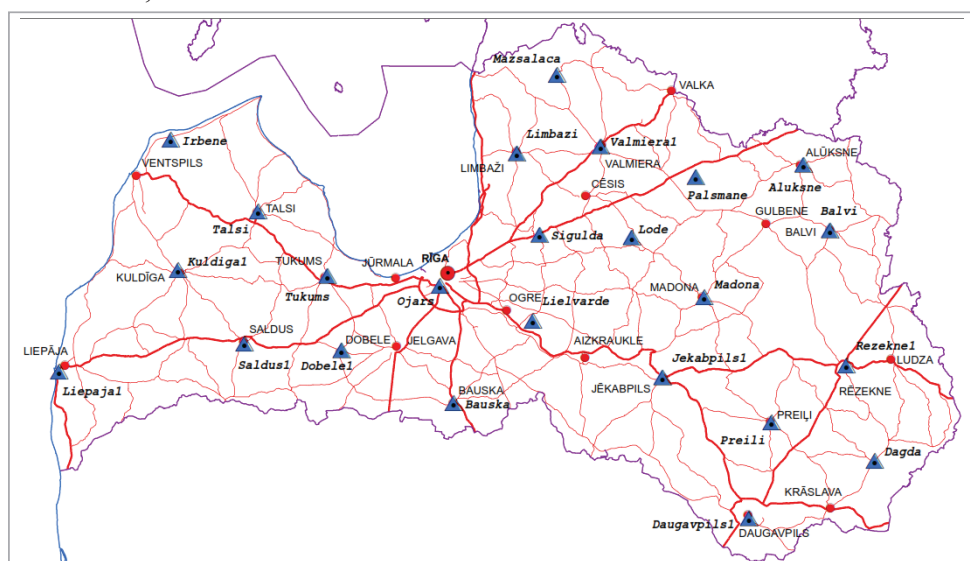 Mazsalaca
VALKA
Irbene
Limbazi
Valmiera1
VENTSPILS
LIMBAŽI
VALMIERA
ALŪKSNE
CĒSIS
Palsmane
Aluksne
TALSI
GULBENE
Balvi
Talsi
Sigulda
Lode
BALVI
Kuldiga1
TUKUMS
JŪRMALA
RĪGA
KULDĪGA
MADONA
Madona
Tukums
Ojars
OGRE
Lielvarde
SALDUS
LIEPĀJA
DOBELE
JELGAVA
AIZKRAUKLE
Jekabpils1
Rezekne1
LUDZA
Saldus1
Dobele1
Liepaja1
BAUSKA
JĒKABPILS
RĒZEKNE
Bauska
PREIĻI
Preili
Dagda
KRĀSLAVA
Daugavpils1
DAUGAVPILS